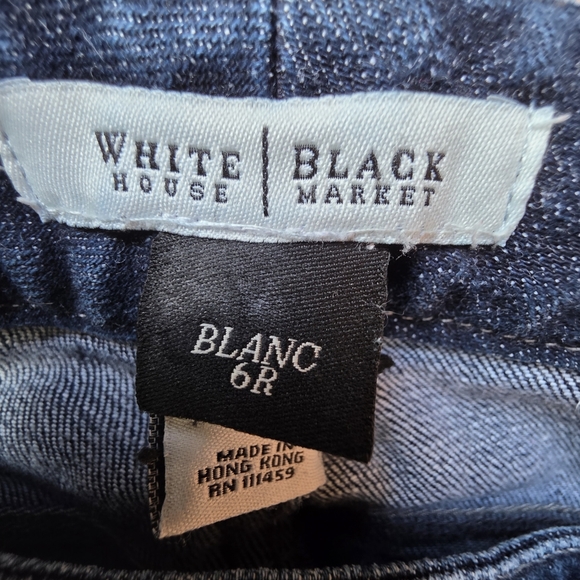 WHITE HOUSE | BLACK MARKET
BLANC
6R
MADE IN
HONG KONG
RN 111459